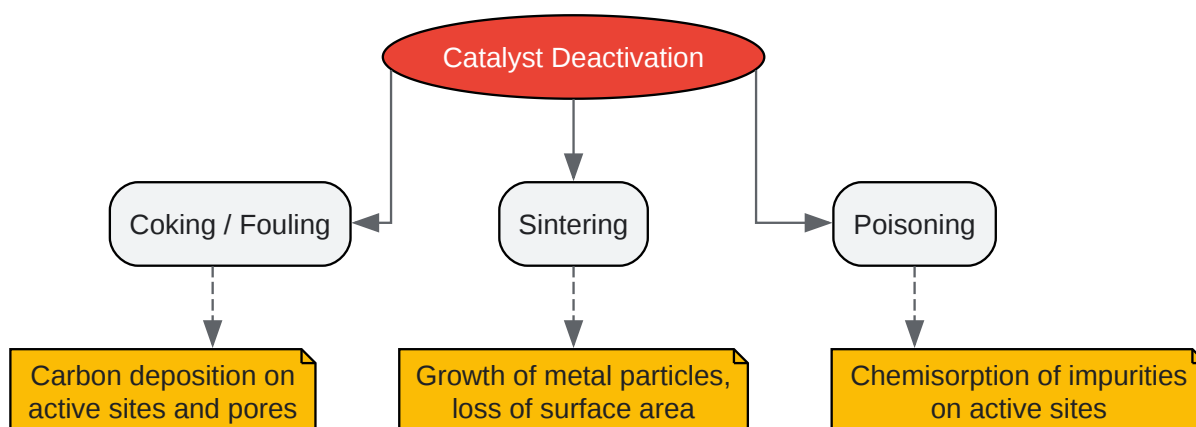 Catalyst Deactivation
Coking / Fouling
Sintering
Poisoning
Carbon deposition on
active sites and pores
Growth of metal particles,
loss of surface area
Chemisorption of impurities
on active sites